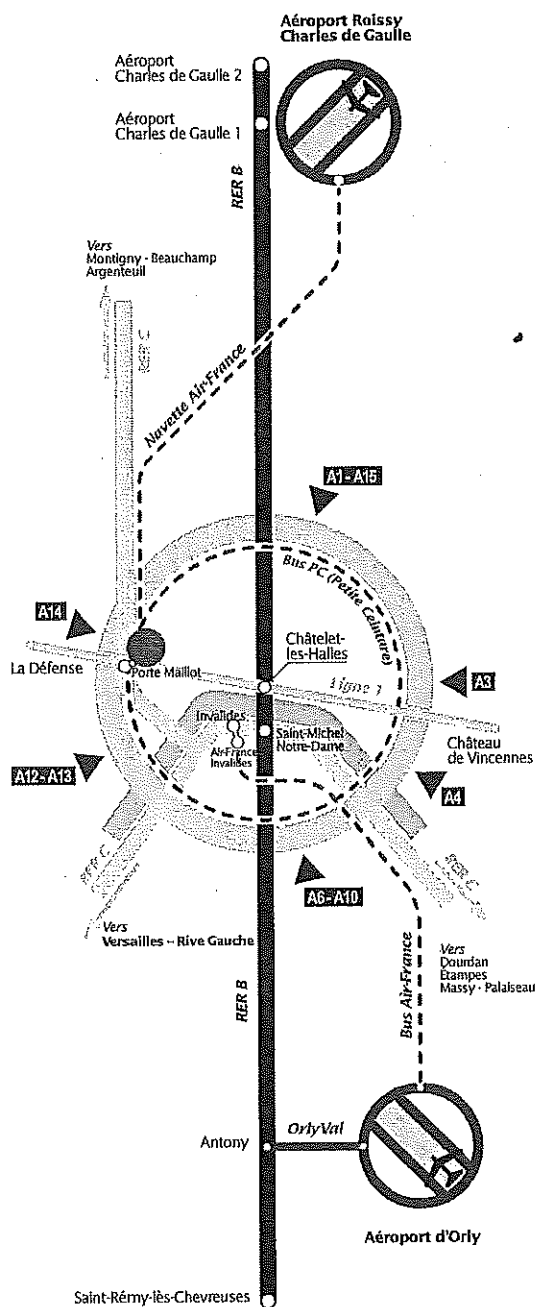 Aéroport Roissy
Charles de Gaulle
Aéroport
Charles de Gaulle 2
Aéroport
Charles de Gaulle 1
RER B
Vers
Montigny - Beauchamp
Argenteuil
RER C
Navette Air-France
A1-A15
Bus PC (Petite Ceinture)
A14
La Défense
Porte Maillot
Châtelet-
les-Halles
Ligne 1
A3
Invalides
Saint-Michel
Notre-Dame
Air-France
Invalides
Château
de Vincennes
A12-A13
A4
RER C
RER C
A6-A10
Vers
Versailles - Rive Gauche
Vers
Dourdan
Étampes
Massy - Palaiseau
RER B
Bus Air-France
OrlyVal
Antony
Aéroport d'Orly
Saint-Rémy-lès-Chevreuses